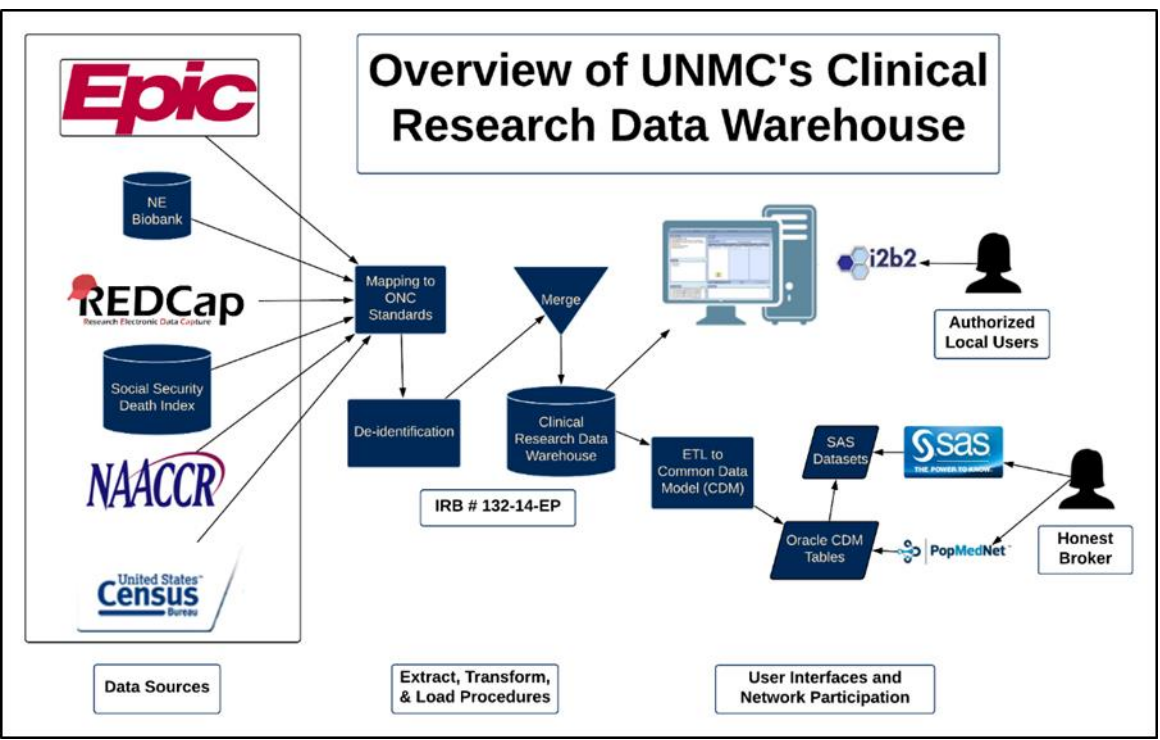 Overview of UNMC's Clinical
Research Data Warehouse
Epic
NE
Biobank
REDCap
Research Electronic Data Capture
Social Security
Death Index
NAACCR
United States™
Census
Bureau
Mapping to
ONC
Standards
De-identification
Merge
Clinical
Research Data
Warehouse
IRB # 132-14-EP
i2b2
Authorized
Local Users
ETL to
Common Data
Model (CDM)
SAS
Datasets
sas
THE POWER TO KNOW.
Oracle CDM
Tables
PopMedNet™
Honest
Broker
Data Sources
Extract, Transform,
& Load Procedures
User Interfaces and
Network Participation